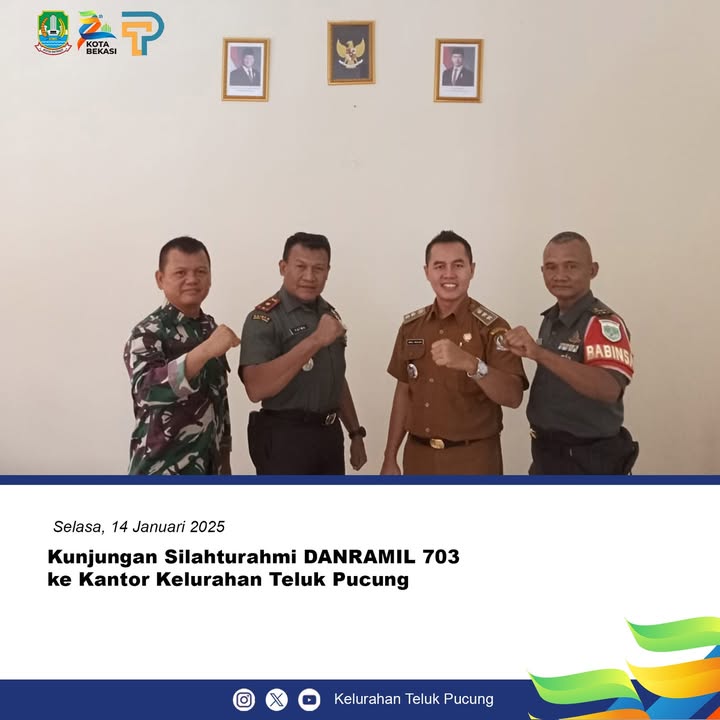 KOTA
BEKASI
BABINSA
Selasa, 14 Januari 2025
Kunjungan Silahturahmi DANRAMIL 703
ke Kantor Kelurahan Teluk Pucung
Kelurahan Teluk Pucung